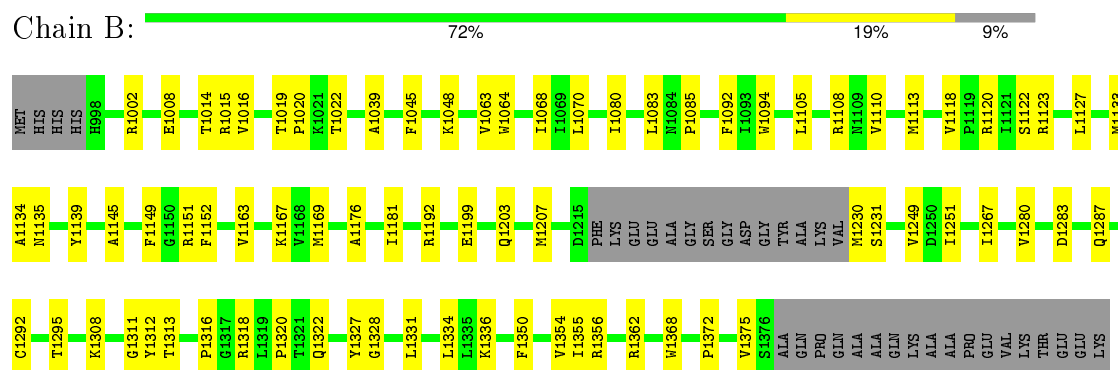 Chain B:
72% 19% 9%
MET HIS HIS HIS H998 R1002 E1008 T1014 R1015 V1016 T1019 P1020 K1021 T1022 A1039 F1045 K1048 V1063 W1064 I1068 I1069 L1070 I1080 L1083 N1084 P1085 F1092 I1093 W1094 L1105 R1108 N1109 V1110 M1113 V1118 P1119 R1120 I1121 S1122 R1123 L1127 M1133
A1134 N1135 Y1139 A1145 F1149 G1150 R1151 F1152 V1163 K1167 V1168 M1169 A1176 I1181 R1192 E1199 Q1203 M1207 D1215 PHE LYS GLU GLU ALA GLY SER GLY ASP GLY TYR ALA LYS VAL M1230 S1231 V1249 D1250 I1251 I1267 V1280 D1283 Q1287
C1292 T1295 K1308 G1311 Y1312 T1313 P1316 G1317 R1318 L1319 P1320 T1321 Q1322 Y1327 G1328 L1331 L1334 L1335 K1336 F1350 V1354 I1355 R1356 R1362 W1368 P1372 V1375 S1376 ALA GLN PRO GLN ALA ALA GLN LYS ALA ALA PRO GLU VAL LYS THR GLU GLU LYS